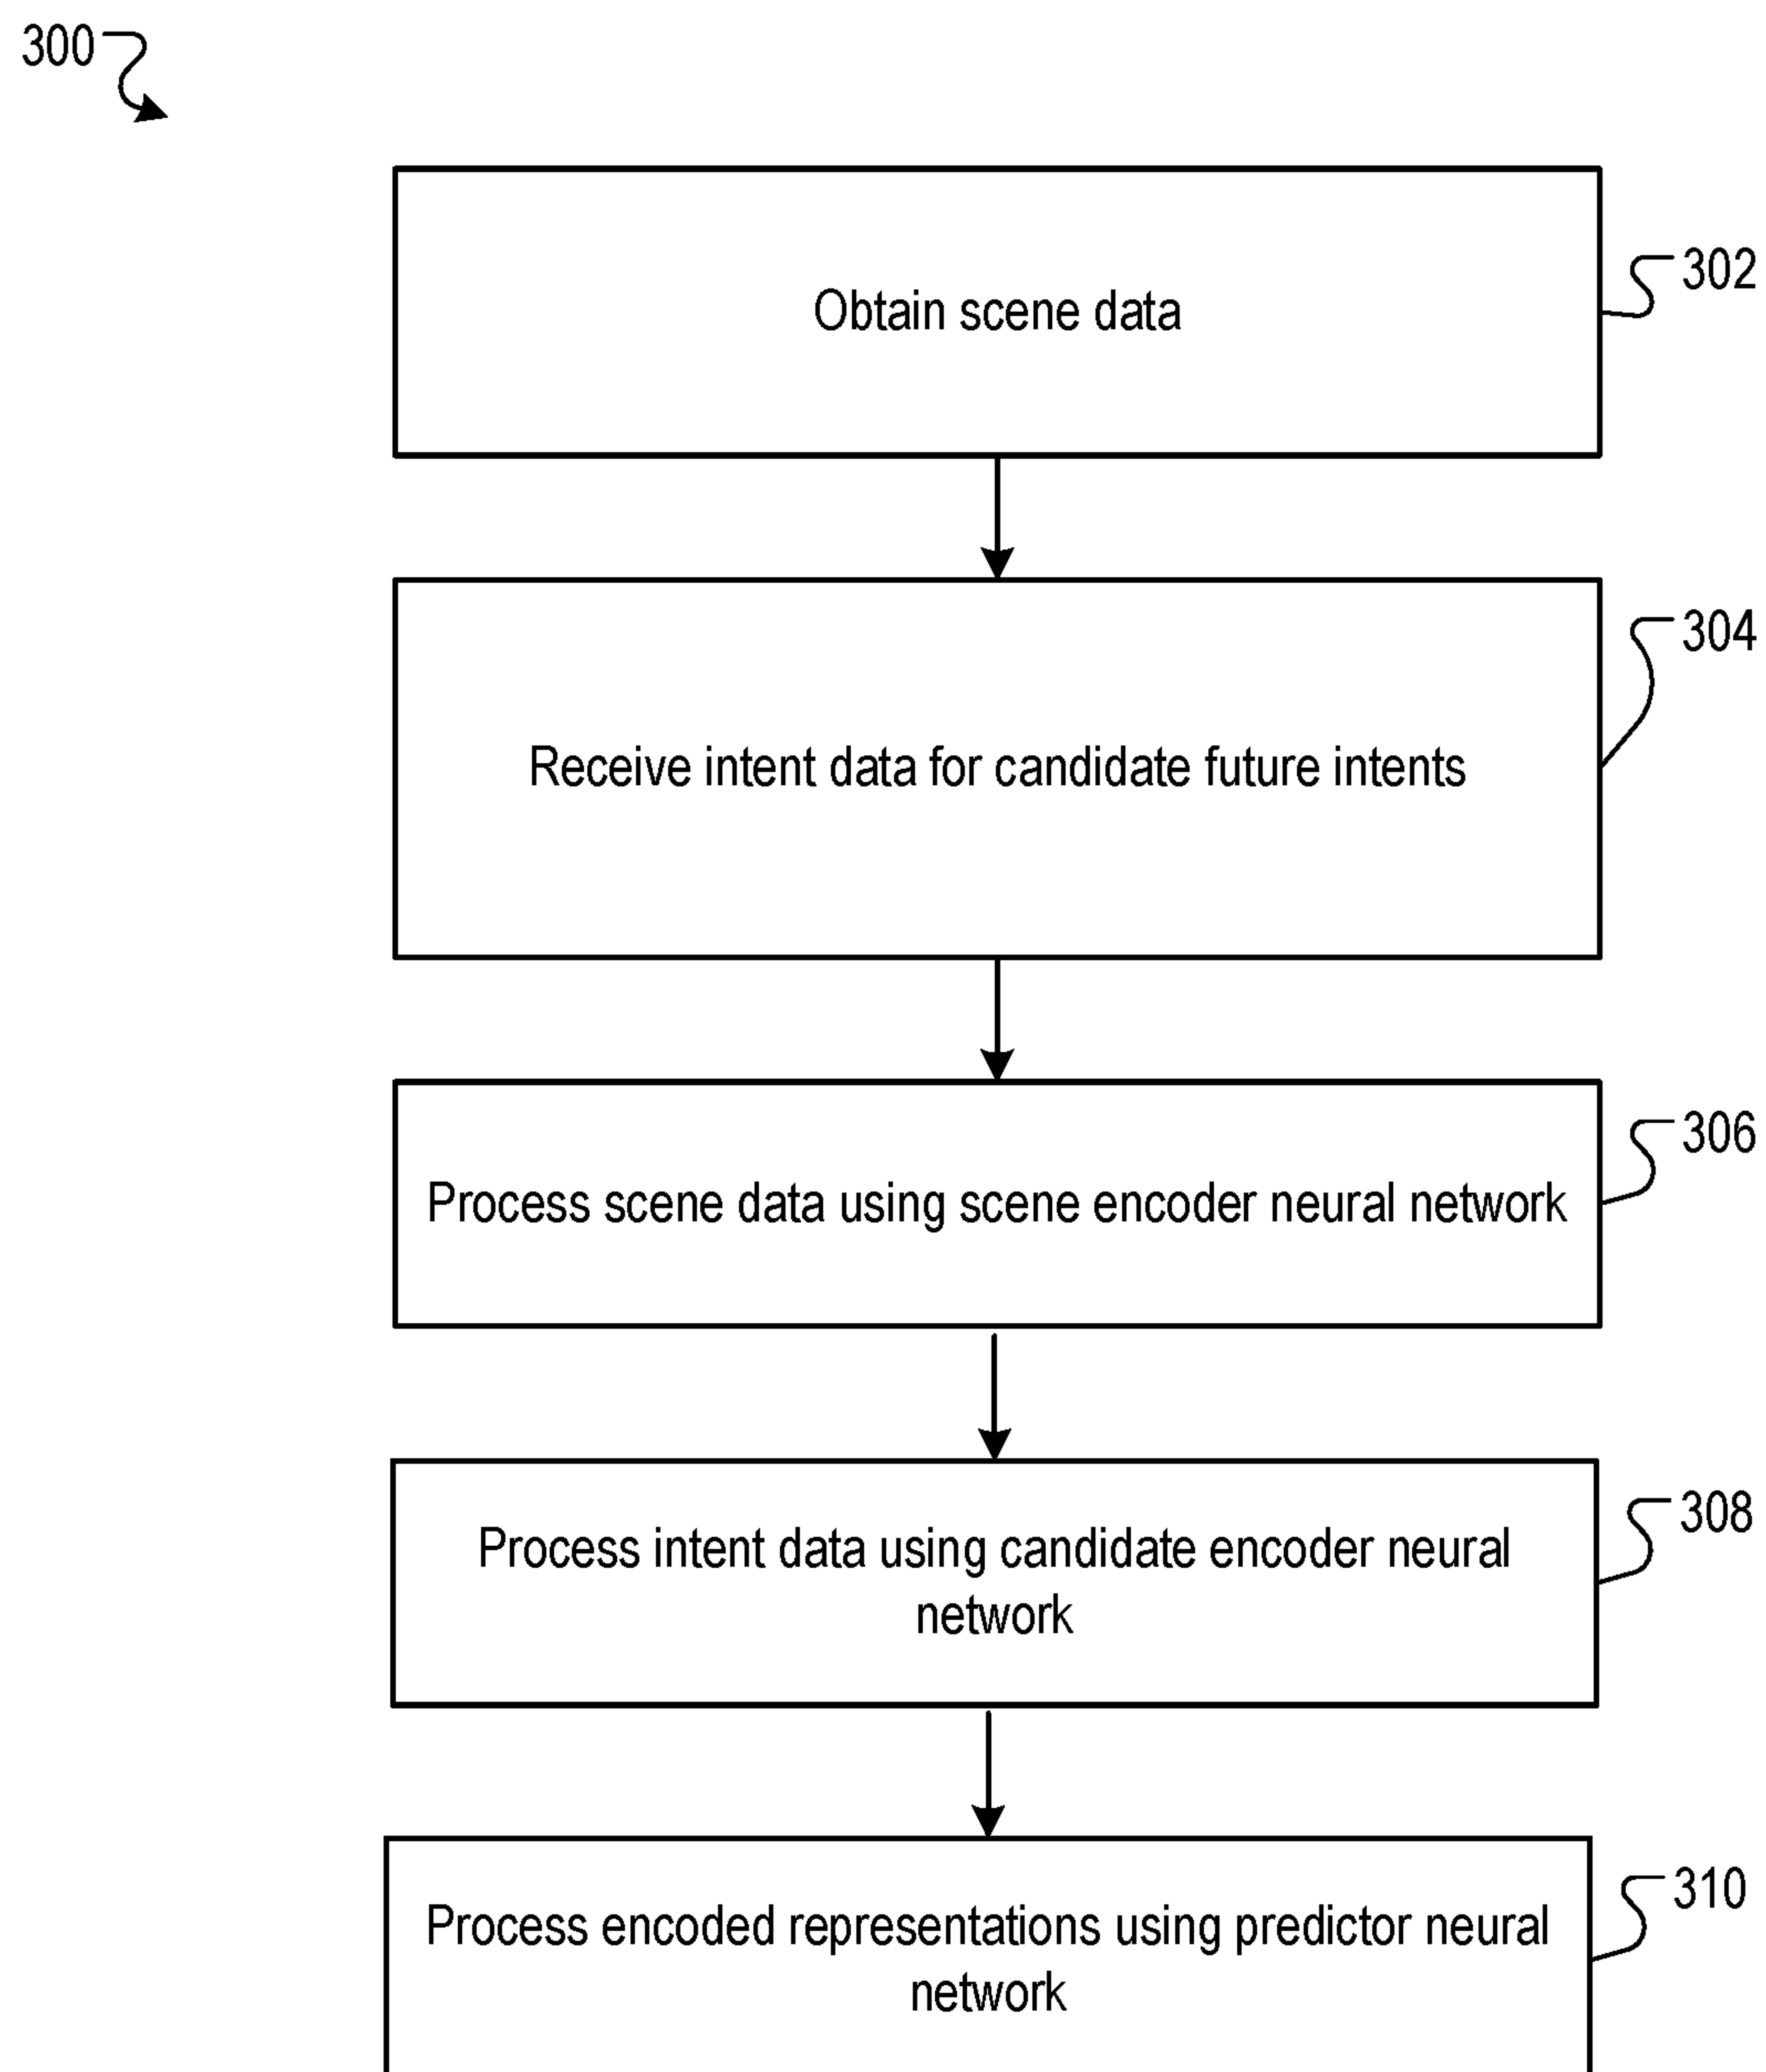 300
Obtain scene data
302
Receive intent data for candidate future intents
304
Process scene data using scene encoder neural network
306
Process intent data using candidate encoder neural
network
308
Process encoded representations using predictor neural
network
310